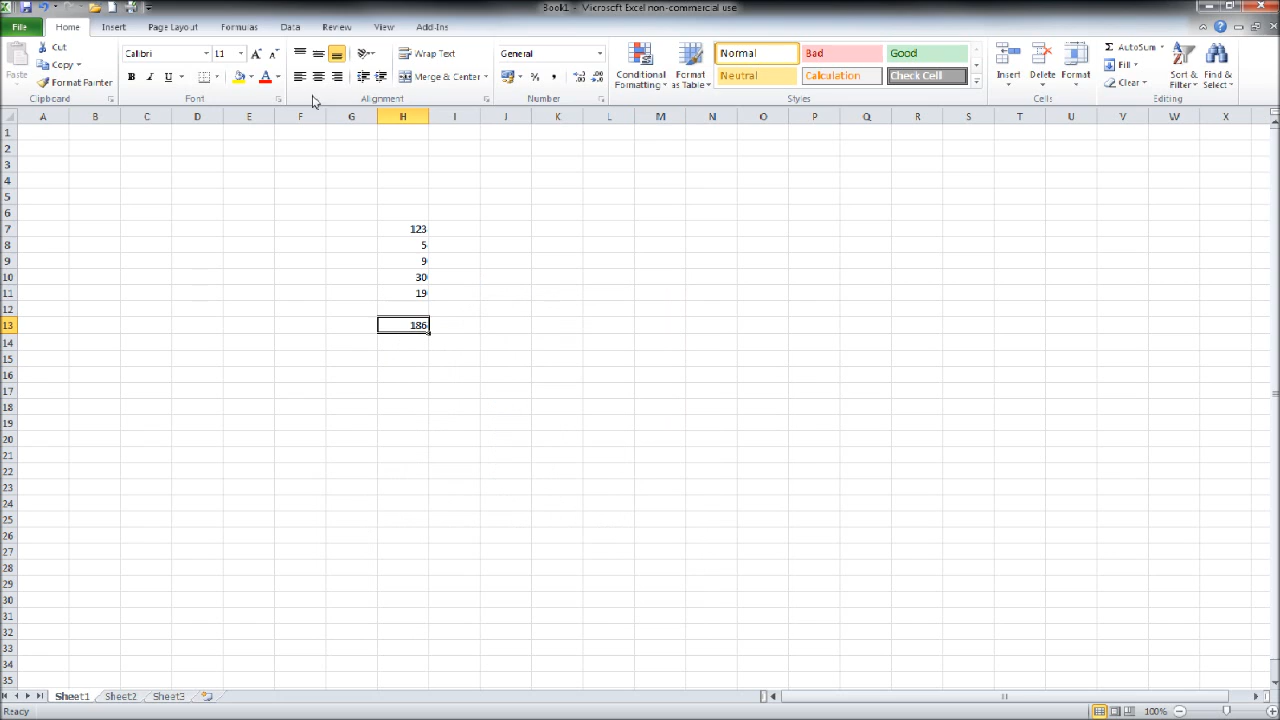 Book1 - Microsoft Excel non-commercial use
File Home Insert Page Layout Formulas Data Review View Add-Ins
Paste
Cut
Copy
Format Painter
Clipboard
Calibri 11
B I U A
Font
Wrap Text
Merge & Center
Alignment
General
% ,
Number
Conditional
Formatting
Format
as Table
Normal Bad Good
Neutral Calculation Check Cell
Styles
Insert Delete Format
Cells
AutoSum
Fill
Clear
Sort &
Filter
Find &
Select
Editing
A B C D E F G H I J K L M N O P Q R S T U V W X
1
2
3
4
5
6
7 123
8 5
9 9
10 30
11 19
12
13 186
14
15
16
17
18
19
20
21
22
23
24
25
26
27
28
29
30
31
32
33
34
35
Sheet1 Sheet2 Sheet3
Ready 100%